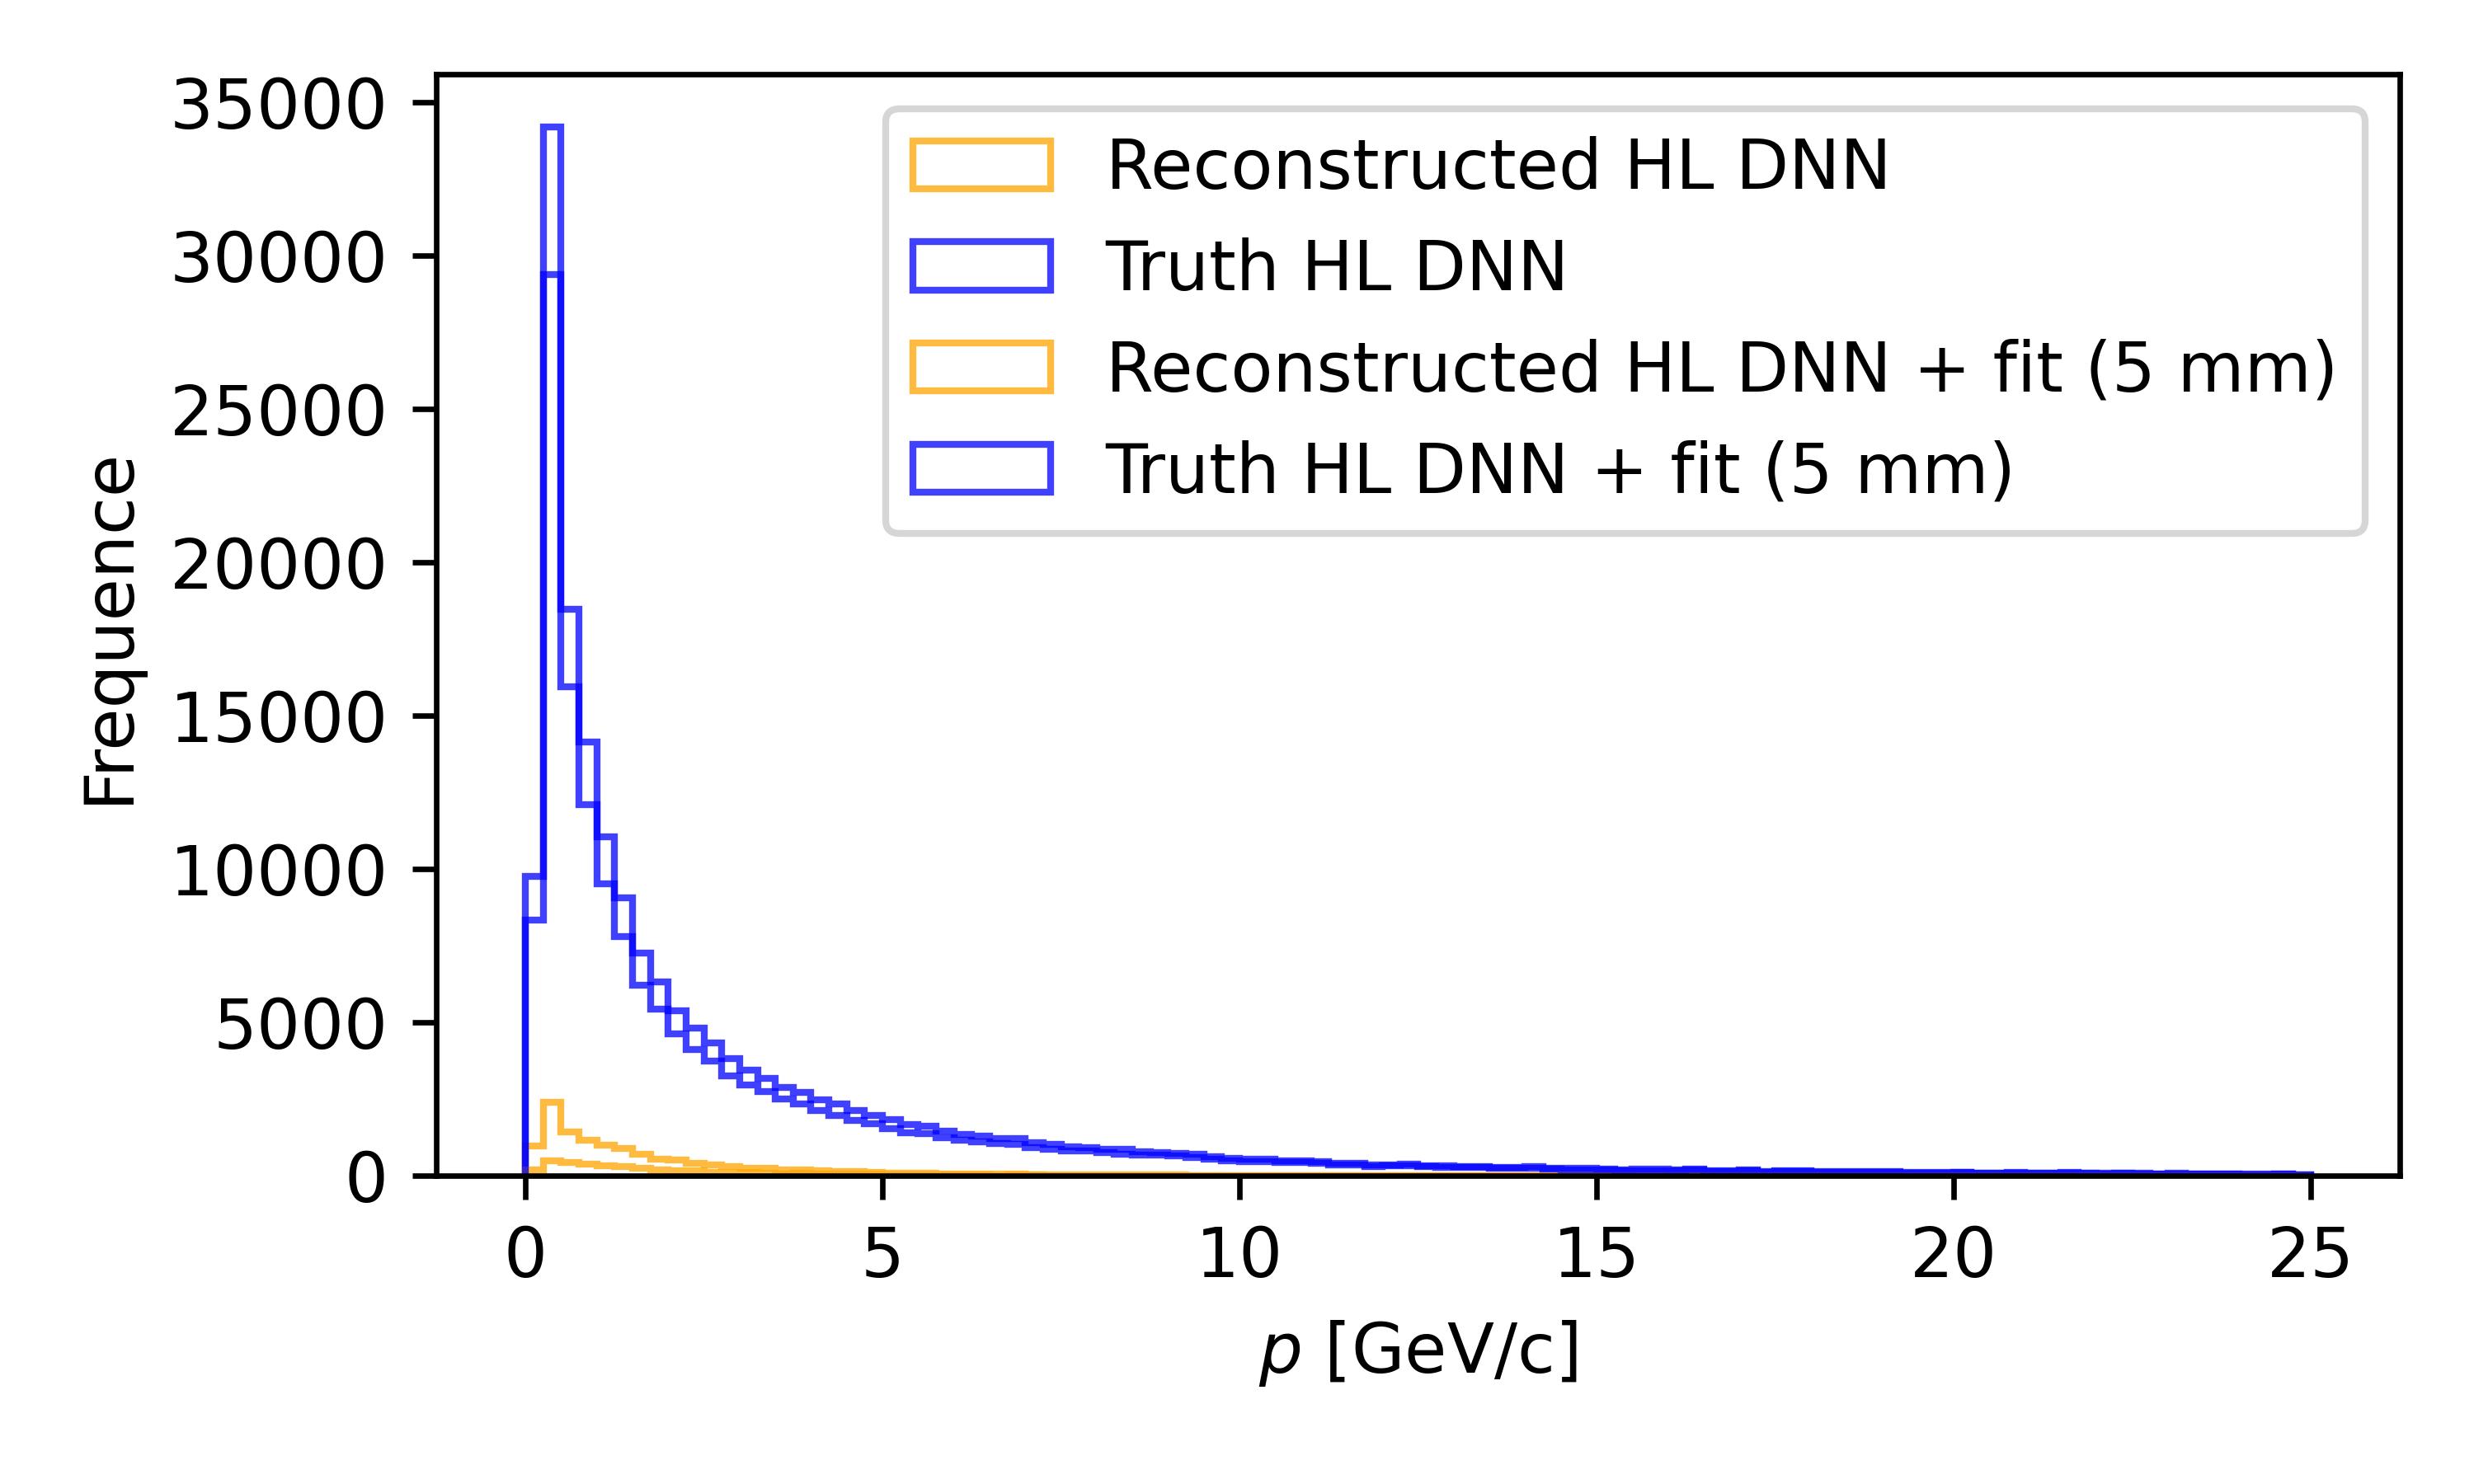 35000
30000
25000
20000
15000
10000
5000
0
Frequence
Reconstructed HL DNN
Truth HL DNN
Reconstructed HL DNN + fit (5 mm)
Truth HL DNN + fit (5 mm)
0 5 10 15 20 25
p [GeV/c]